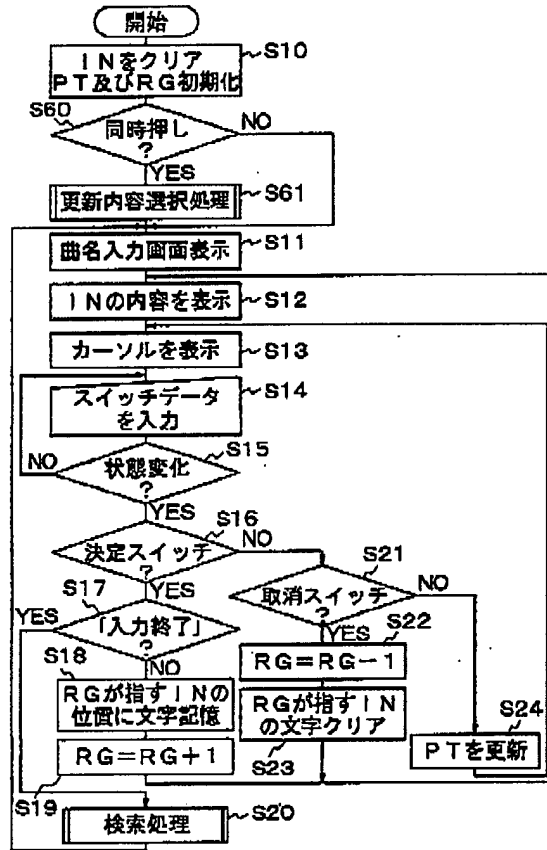 開始
INをクリア
PT及びRG初期化
S10
S60
同時押し
?
NO
YES
更新内容選択処理
S61
曲名入力画面表示
S11
INの内容を表示
S12
カーソルを表示
S13
スイッチデータ
を入力
S14
状態変化
?
S15
NO
YES
決定スイッチ
?
S16
NO
YES
S17
「入力終了」
?
YES
NO
S18
RGが指すINの
位置に文字記憶
RG=RG+1
S19
検索処理
S20
取消スイッチ
?
S21
NO
YES
S22
RG=RG-1
RGが指すIN
の文字クリア
S23
S24
PTを更新